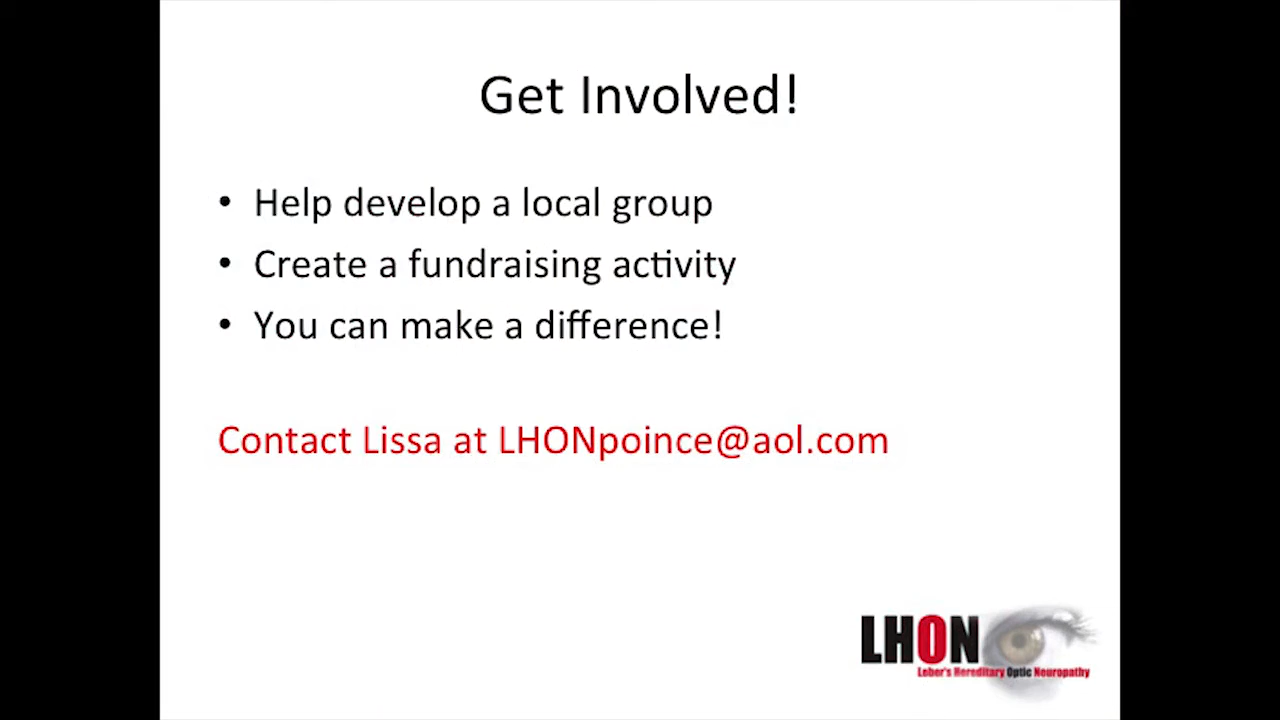 Get Involved!
• Help develop a local group
• Create a fundraising activity
• You can make a difference!
Contact Lissa at LHONpoince@aol.com
LHON
Leber's Hereditary Optic Neuropathy